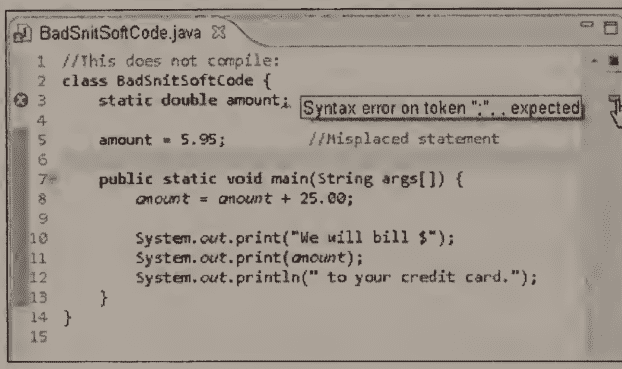 BadSnitSoftCode.java
1 //This does not compile:
2 class BadSnitSoftCode {
3 static double amount; Syntax error on token ";", , expected
4
5 amount = 5.95; //Misplaced statement
6
7 public static void main(String args[]) {
8 amount = amount + 25.00;
9
10 System.out.print("We will bill $");
11 System.out.print(amount);
12 System.out.println(" to your credit card.");
13 }
14 }
15